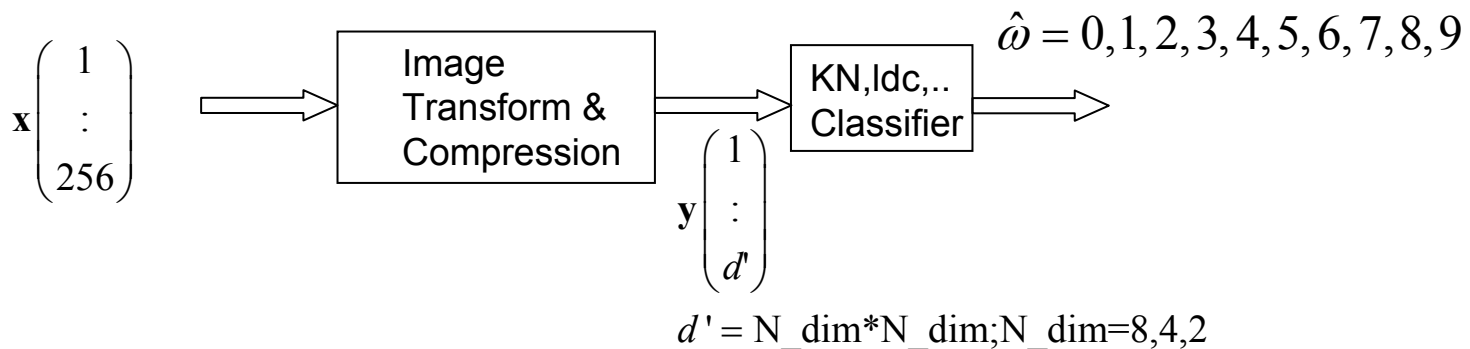 x
1
:
256
Image
Transform &
Compression
y
1
:
d'
KN,ldc,..
Classifier
ω̂ = 0,1,2,3,4,5,6,7,8,9
d' = N_dim*N_dim;N_dim=8,4,2